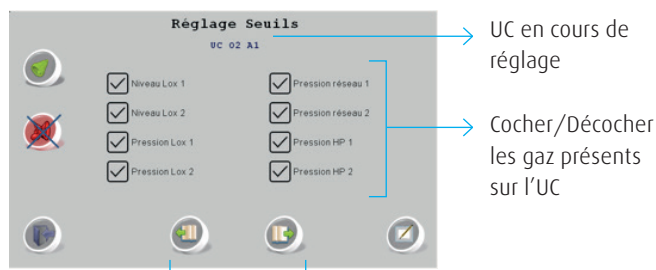 Réglage Seuils
UC 02 A1
Niveau Lox 1
Niveau Lox 2
Pression Lox 1
Pression Lox 2
Pression réseau 1
Pression réseau 2
Pression HP 1
Pression HP 2
UC en cours de
réglage
Cocher/Décocher
les gaz présents
sur l'UC